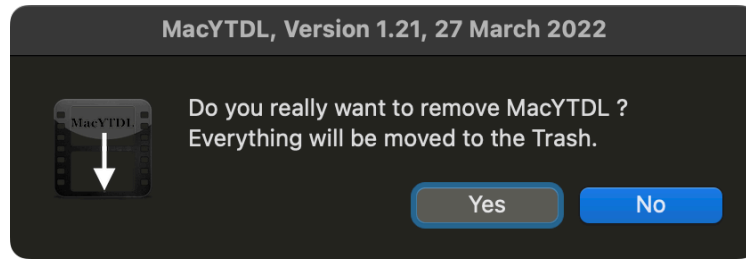 MacYTDL, Version 1.21, 27 March 2022
MacYTDL
Do you really want to remove MacYTDL ?
Everything will be moved to the Trash.
Yes
No